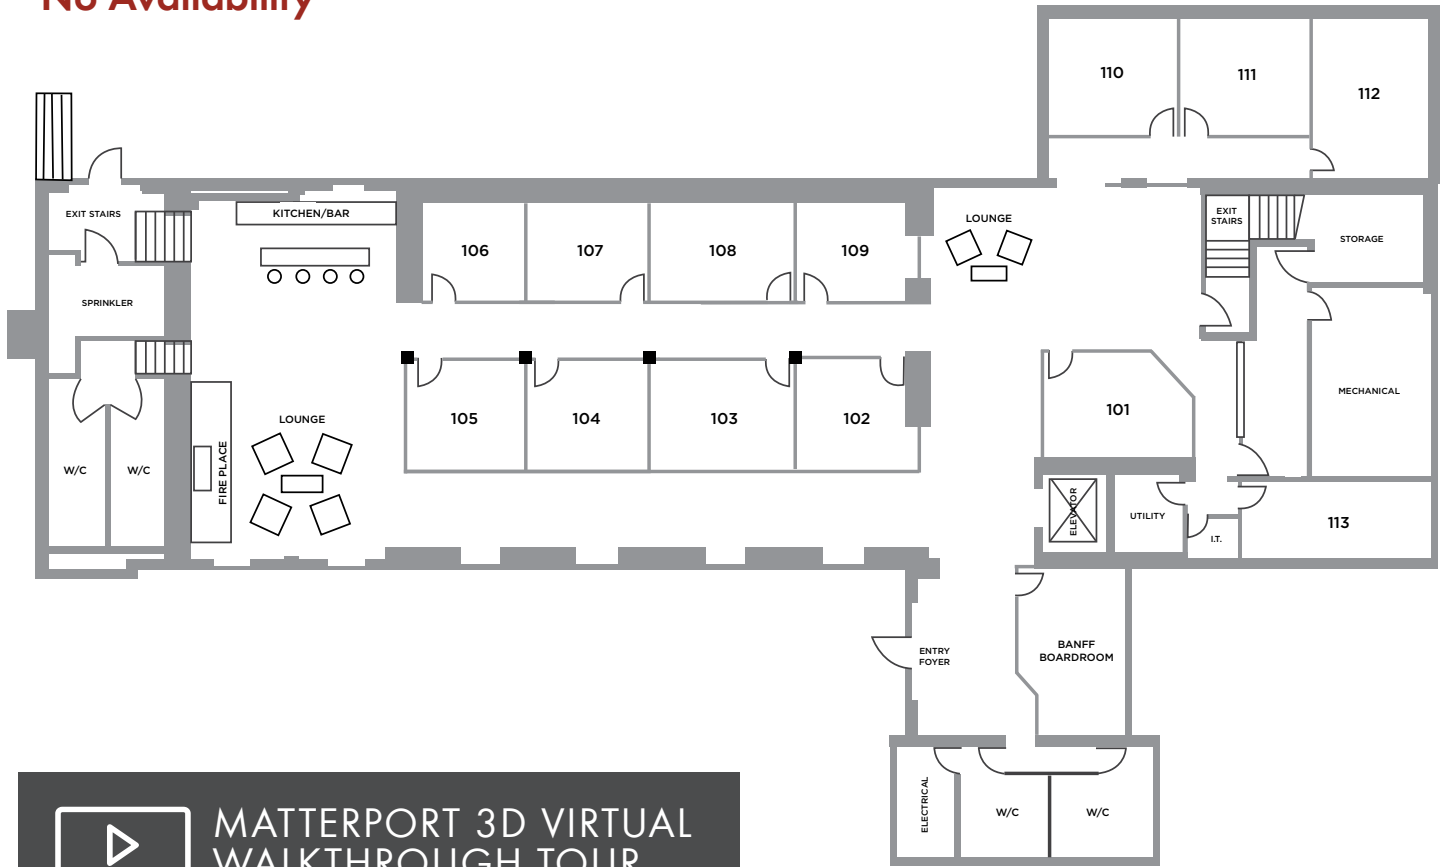 No Availability
110
111
112
EXIT STAIRS
KITCHEN/BAR
LOUNGE
EXIT
STAIRS
STORAGE
106
107
108
109
SPRINKLER
MECHANICAL
101
LOUNGE
105
104
103
102
W/C
W/C
FIRE PLACE
ELEVATOR
UTILITY
I.T.
113
ENTRY
FOYER
BANFF
BOARDROOM
ELECTRICAL
W/C
W/C
MATTERPORT 3D VIRTUAL
WALKTHROUGH TOUR